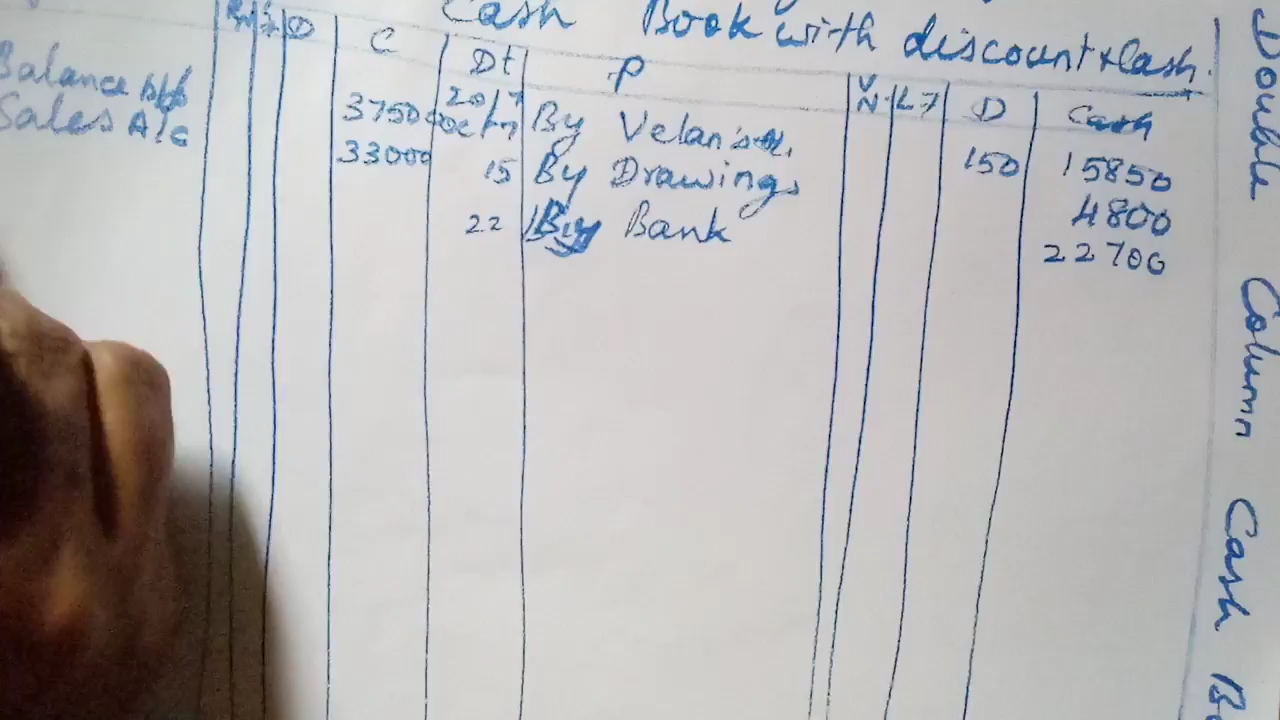 Cash Book with discount & cash.
C Dt P V N. L7 D Cash
Balance b/f 37500 2017 Oct 7 By Velan's 150 15850
Sales A/c 33000 15 By Drawings 4800
22 By Bank 22700
Double Column Cash B